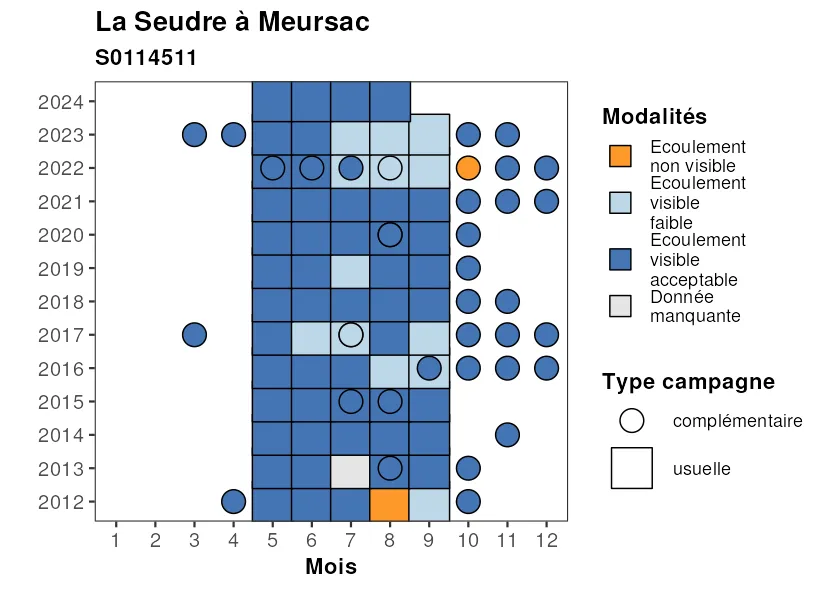 La Seudre à Meursac
S0114511
2024
2023
2022
2021
2020
2019
2018
2017
2016
2015
2014
2013
2012
1 2 3 4 5 6 7 8 9 10 11 12
Mois
Modalités
Ecoulement
non visible
Ecoulement
visible
faible
Ecoulement
visible
acceptable
Donnée
manquante
Type campagne
complémentaire
usuelle